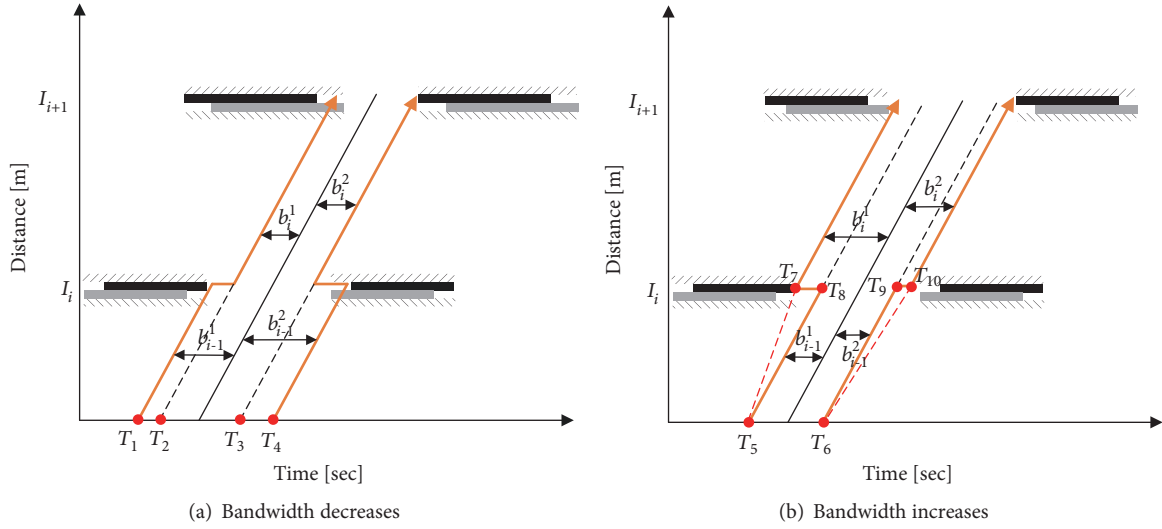 Distance [m]
I_{i+1}
b_i^2
b_i^1
I_i
b_{i-1}^2
b_{i-1}^1
T_1 T_2 T_3 T_4
Time [sec]
(a) Bandwidth decreases
Distance [m]
I_{i+1}
b_i^2
b_i^1
T_7 T_{10}
I_i
T_8 T_9
b_{i-1}^1
b_{i-1}^2
T_5 T_6
Time [sec]
(b) Bandwidth increases